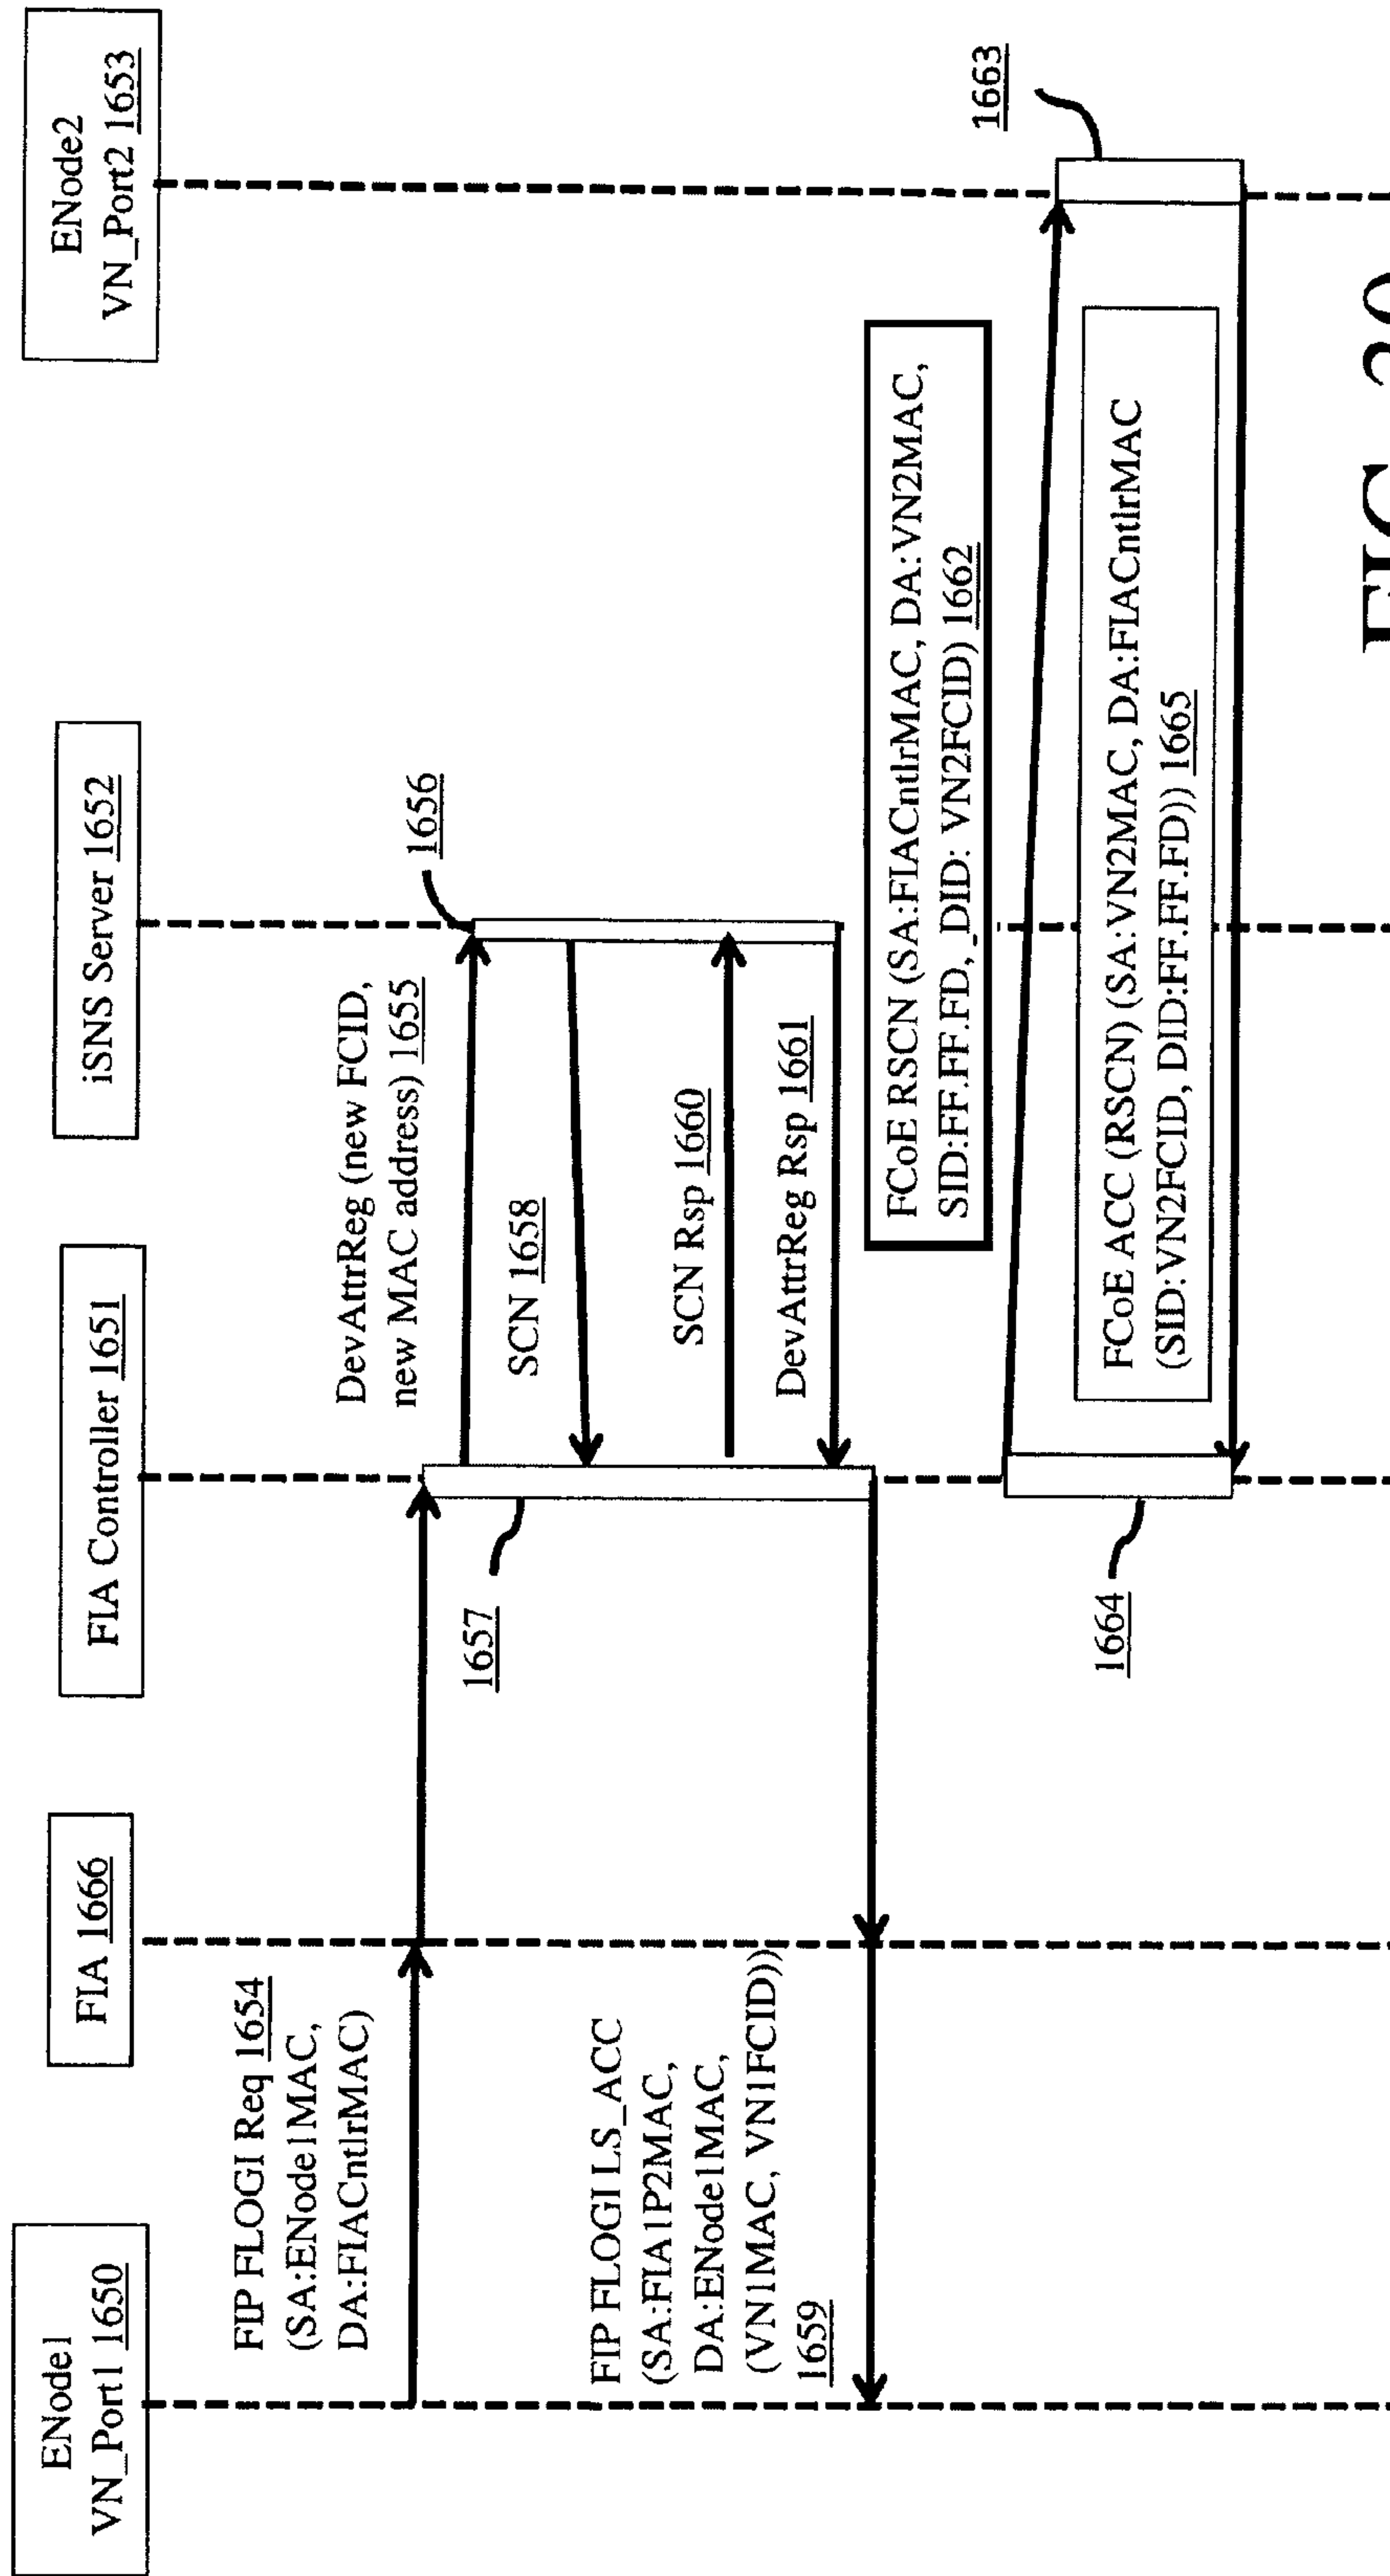 ENode1
VN_Port1 1650
FIA 1666
FIA Controller 1651
iSNS Server 1652
ENode2
VN_Port2 1653
FIP FLOGI Req 1654
(SA:ENode1MAC,
DA:FIACntlrMAC)
DevAttrReg (new FCID,
new MAC address) 1655
1656
1657
SCN 1658
FIP FLOGI LS_ACC
(SA:FIA1P2MAC,
DA:ENode1MAC,
(VN1MAC, VN1FCID))
1659
SCN Rsp 1660
DevAttrReg Rsp 1661
FCoE RSCN (SA:FIACntlrMAC, DA:VN2MAC,
SID:FF.FF.FD, DID: VN2FCID) 1662
1663
1664
FCoE ACC (RSCN) (SA:VN2MAC, DA:FIACntlrMAC
(SID:VN2FCID, DID:FF.FF.FD)) 1665